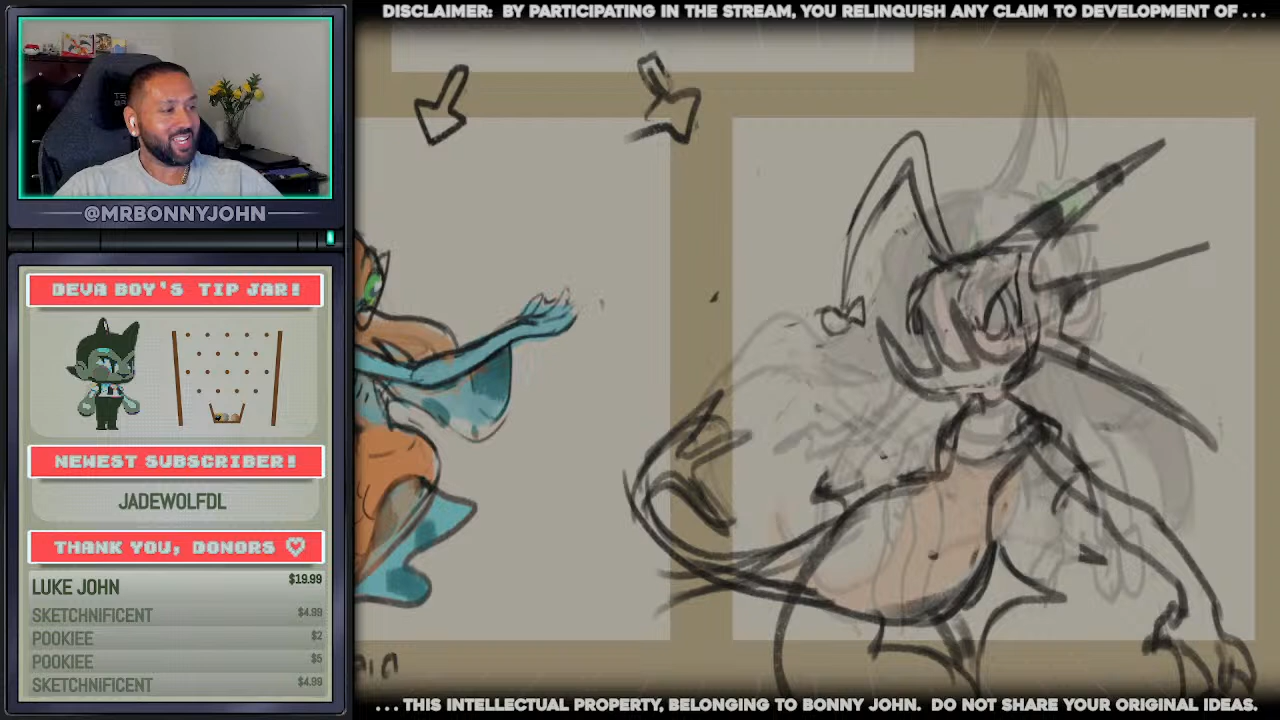 DISCLAIMER: BY PARTICIPATING IN THE STREAM, YOU RELINQUISH ANY CLAIM TO DEVELOPMENT OF . . .
@MRBONNYJOHN
DEVA BOY'S TIP JAR!
NEWEST SUBSCRIBER!
JADEWOLFDL
THANK YOU, DONORS ♡
LUKE JOHN $19.99
SKETCHNIFICENT $4.99
POOKIEE $2
POOKIEE $5
SKETCHNIFICENT $4.99
. . . THIS INTELLECTUAL PROPERTY, BELONGING TO BONNY JOHN. DO NOT SHARE YOUR ORIGINAL IDEAS.